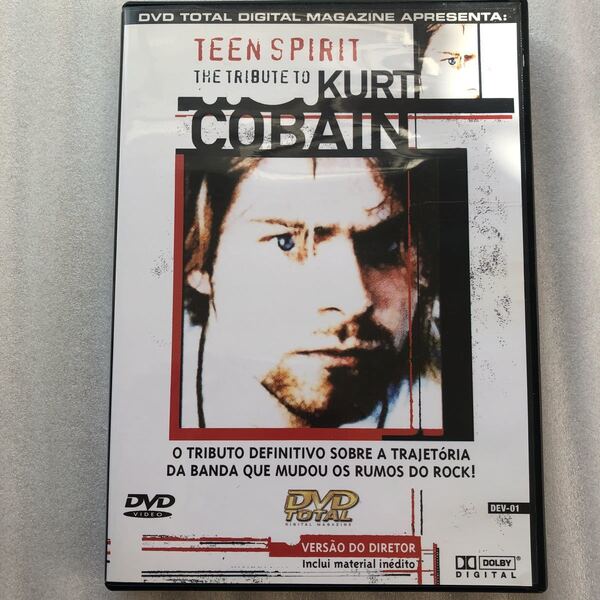 DVD TOTAL DIGITAL MAGAZINE APRESENTA:
TEEN SPIRIT
THE TRIBUTE TO KURT
COBAIN
O TRIBUTO DEFINITIVO SOBRE A TRAJETÓRIA
DA BANDA QUE MUDOU OS RUMOS DO ROCK!
DVD
VIDEO
DVD
TOTAL
DIGITAL MAGAZINE
DEV-01
VERSÃO DO DIRETOR
Inclui material inédito
DOLBY
DIGITAL